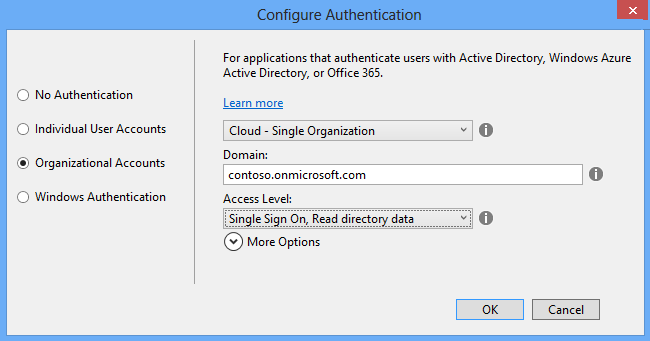 Configure Authentication
No Authentication
Individual User Accounts
Organizational Accounts
Windows Authentication
For applications that authenticate users with Active Directory, Windows Azure
Active Directory, or Office 365.
Learn more
Cloud - Single Organization
Domain:
contoso.onmicrosoft.com
Access Level:
Single Sign On, Read directory data
More Options
OK
Cancel